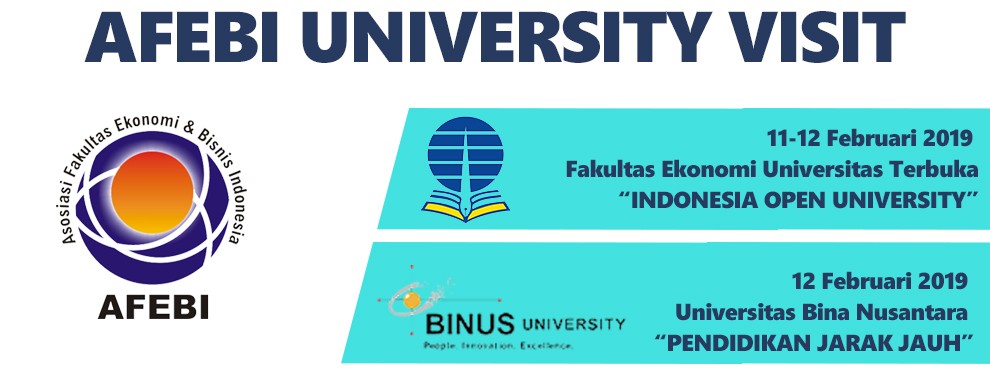 AFEBI UNIVERSITY VISIT
Asosiasi Fakultas Ekonomi & Bisnis Indonesia
AFEBI
11-12 Februari 2019
Fakultas Ekonomi Universitas Terbuka
“INDONESIA OPEN UNIVERSITY”
BINUS UNIVERSITY
People, Innovation, Excellence.
12 Februari 2019
Universitas Bina Nusantara
“PENDIDIKAN JARAK JAUH”